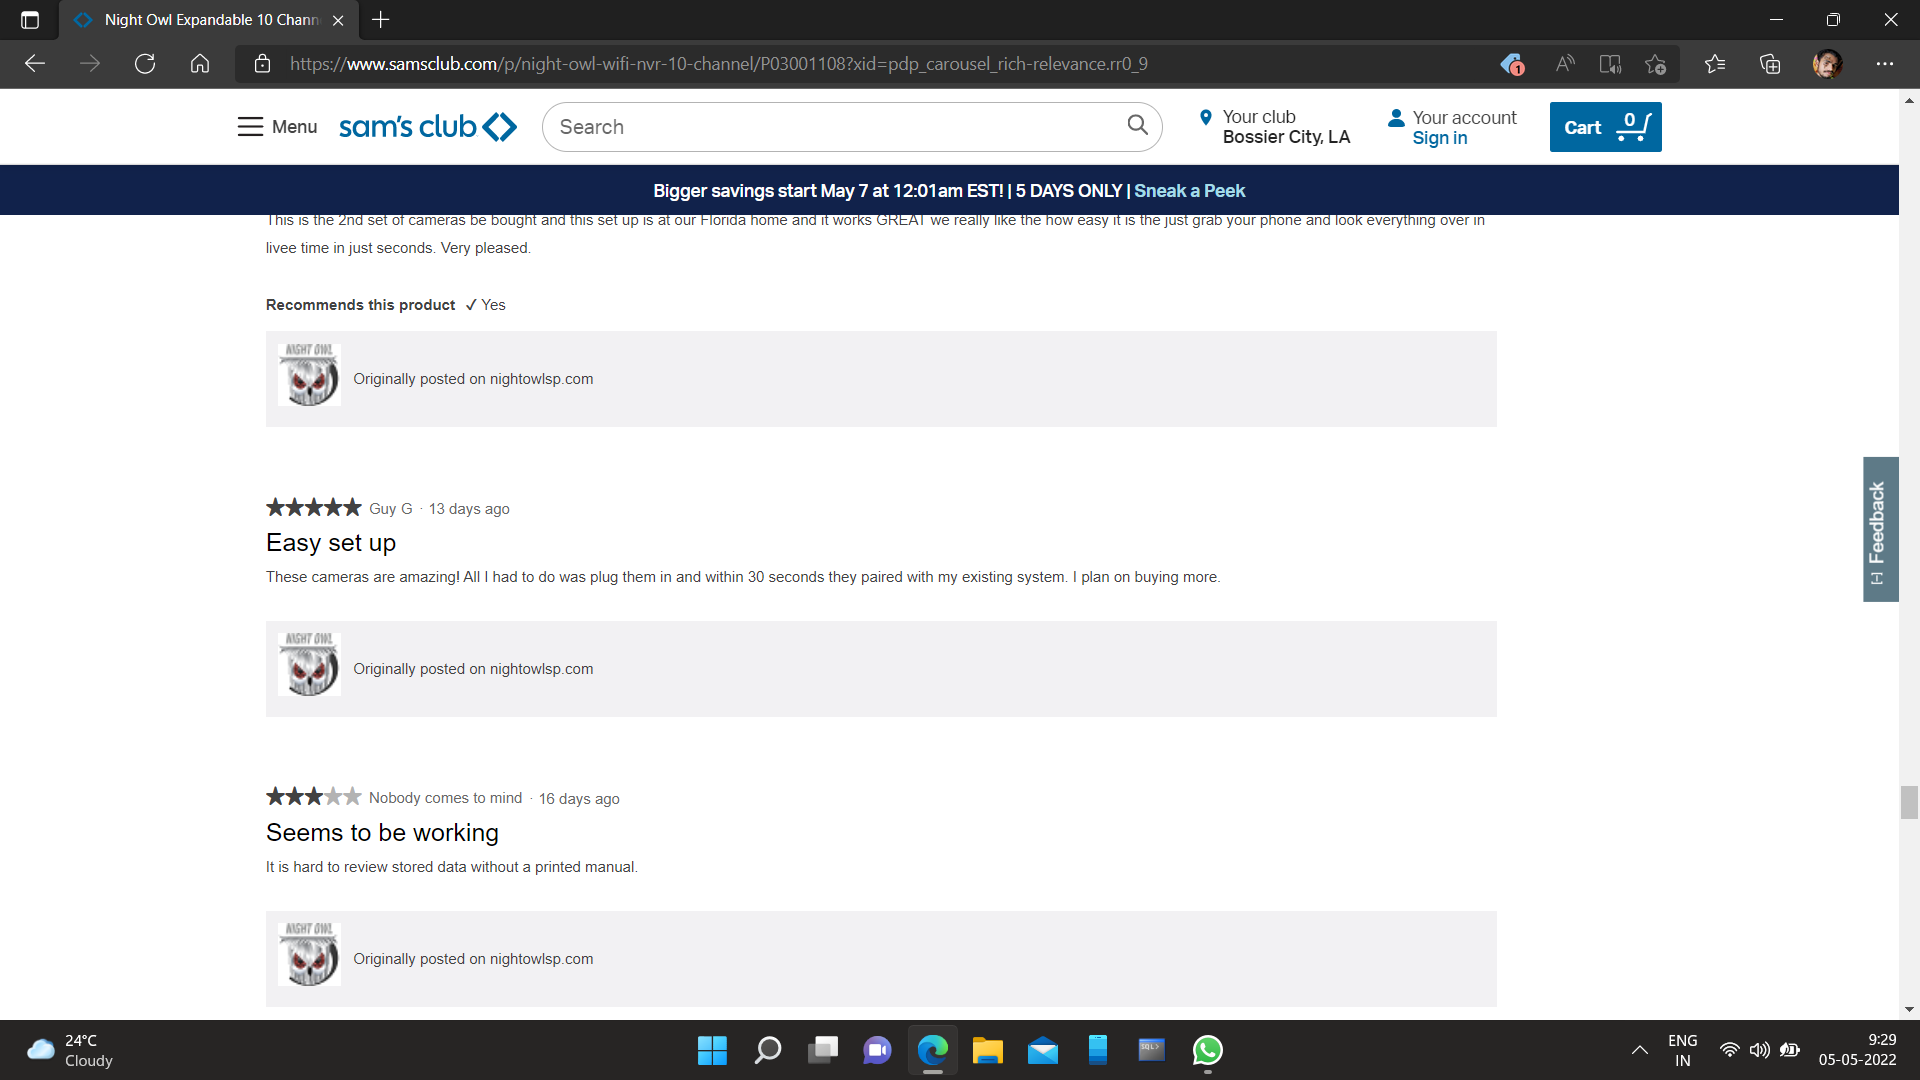 Night Owl Expandable 10 Chann
https://www.samsclub.com/p/night-owl-wifi-nvr-10-channel/P03001108?xid=pdp_carousel_rich-relevance.rr0_9
1
Menu
sam's club
Search
Your club
Bossier City, LA
Your account
Sign in
Cart
0
Bigger savings start May 7 at 12:01am EST! | 5 DAYS ONLY | Sneak a Peek
This is the 2nd set of cameras be bought and this set up is at our Florida home and it works GREAT we really like the how easy it is the just grab your phone and look everything over in
livee time in just seconds. Very pleased.
Recommends this product ✓ Yes
NIGHT OWL
Originally posted on nightowlsp.com
★★★★★ Guy G · 13 days ago
Easy set up
These cameras are amazing! All I had to do was plug them in and within 30 seconds they paired with my existing system. I plan on buying more.
NIGHT OWL
Originally posted on nightowlsp.com
★★★★★ Nobody comes to mind · 16 days ago
Seems to be working
It is hard to review stored data without a printed manual.
NIGHT OWL
Originally posted on nightowlsp.com
[-] Feedback
24°C
Cloudy
SQL>
ENG
IN
9:29
05-05-2022